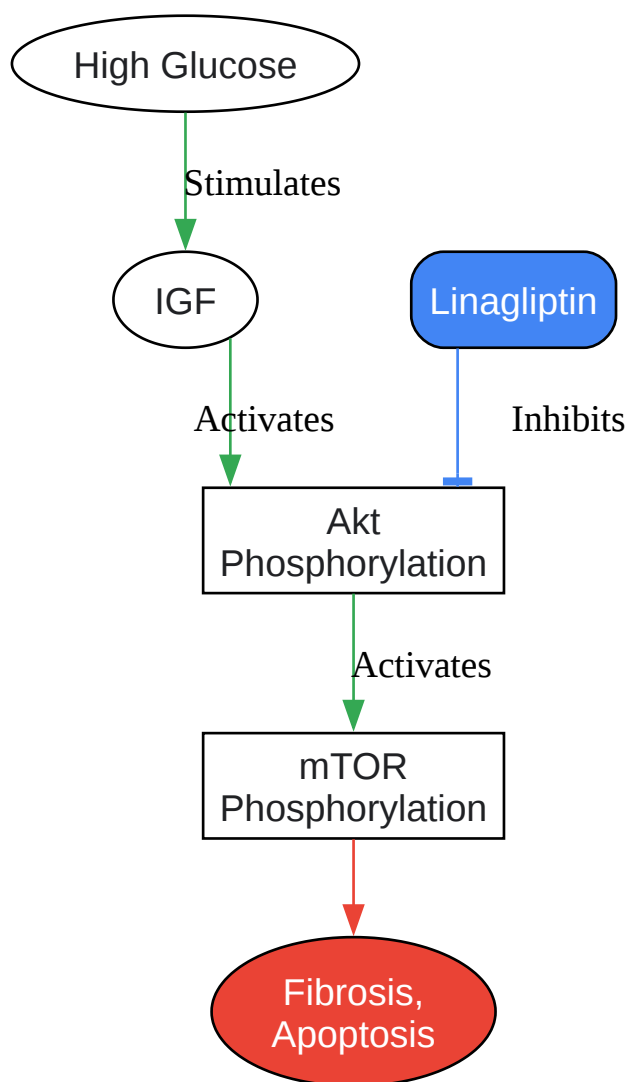 High Glucose
Stimulates
IGF
Linagliptin
Activates
Inhibits
Akt
Phosphorylation
Activates
mTOR
Phosphorylation
Fibrosis,
Apoptosis